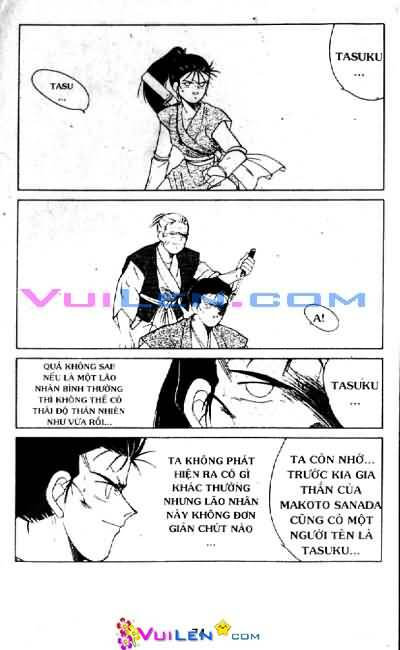 TASUKU
...
TASU
...
A!
VUILEN.COM
TASUKU
...
QUẢ KHÔNG SAI!
NẾU LÀ MỘT LÃO
NHÂN BÌNH THƯỜNG
THÌ KHÔNG THỂ CÓ
THÁI ĐỘ THẢN NHIÊN
NHƯ VỪA RỒI...
TA CÒN NHỚ...
TRƯỚC KIA GIA
THẦN CỦA
MAKOTO SANADA
CŨNG CÓ MỘT
NGƯỜI TÊN LÀ
TASUKU...
TA KHÔNG PHÁT
HIỆN RA CÓ GÌ
KHÁC THƯỜNG
NHƯNG LÃO NHÂN
NÀY KHÔNG ĐƠN
GIẢN CHÚT NÀO
...
VUILEN.COM